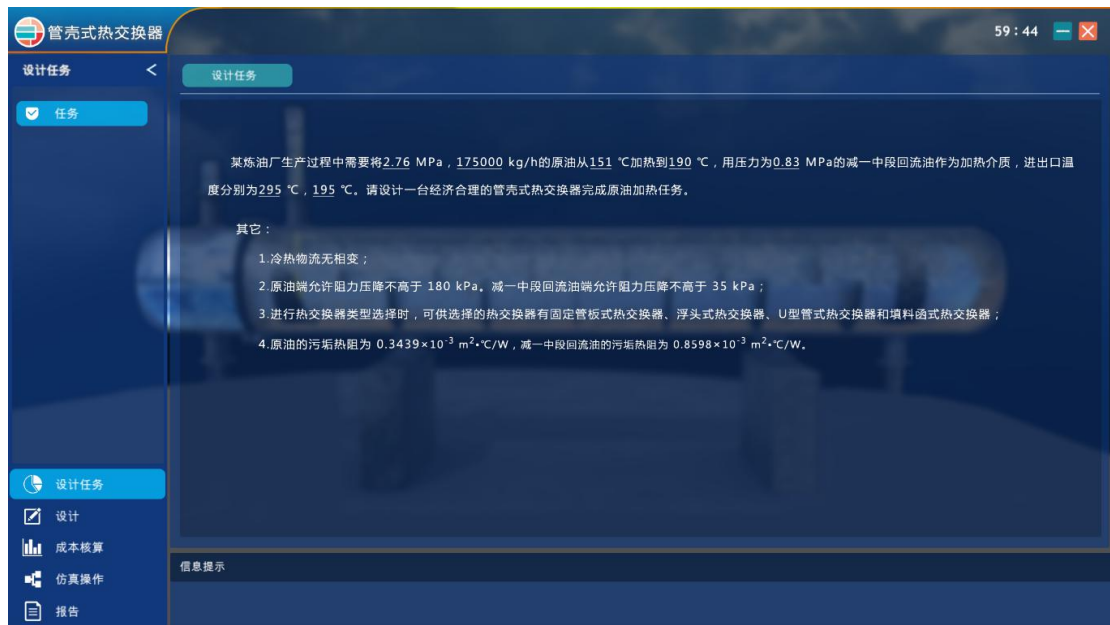 管壳式热交换器
59：44
设计任务 <
设计任务
任务
某炼油厂生产过程中需要将2.76 MPa，175000 kg/h的原油从151 ℃加热到190 ℃，用压力为0.83 MPa的减一中段回流油作为加热介质，进出口温
度分别为295 ℃，195 ℃。请设计一台经济合理的管壳式热交换器完成原油加热任务。
其它：
1.冷热物流无相变；
2.原油端允许阻力压降不高于 180 kPa。减一中段回流油端允许阻力压降不高于 35 kPa；
3.进行热交换器类型选择时，可供选择的热交换器有固定管板式热交换器、浮头式热交换器、U型管式热交换器和填料函式热交换器；
4.原油的污垢热阻为 0.3439×10⁻³ m²•℃/W，减一中段回流油的污垢热阻为 0.8598×10⁻³ m²•℃/W。
设计任务
设计
成本核算
仿真操作
报告
信息提示